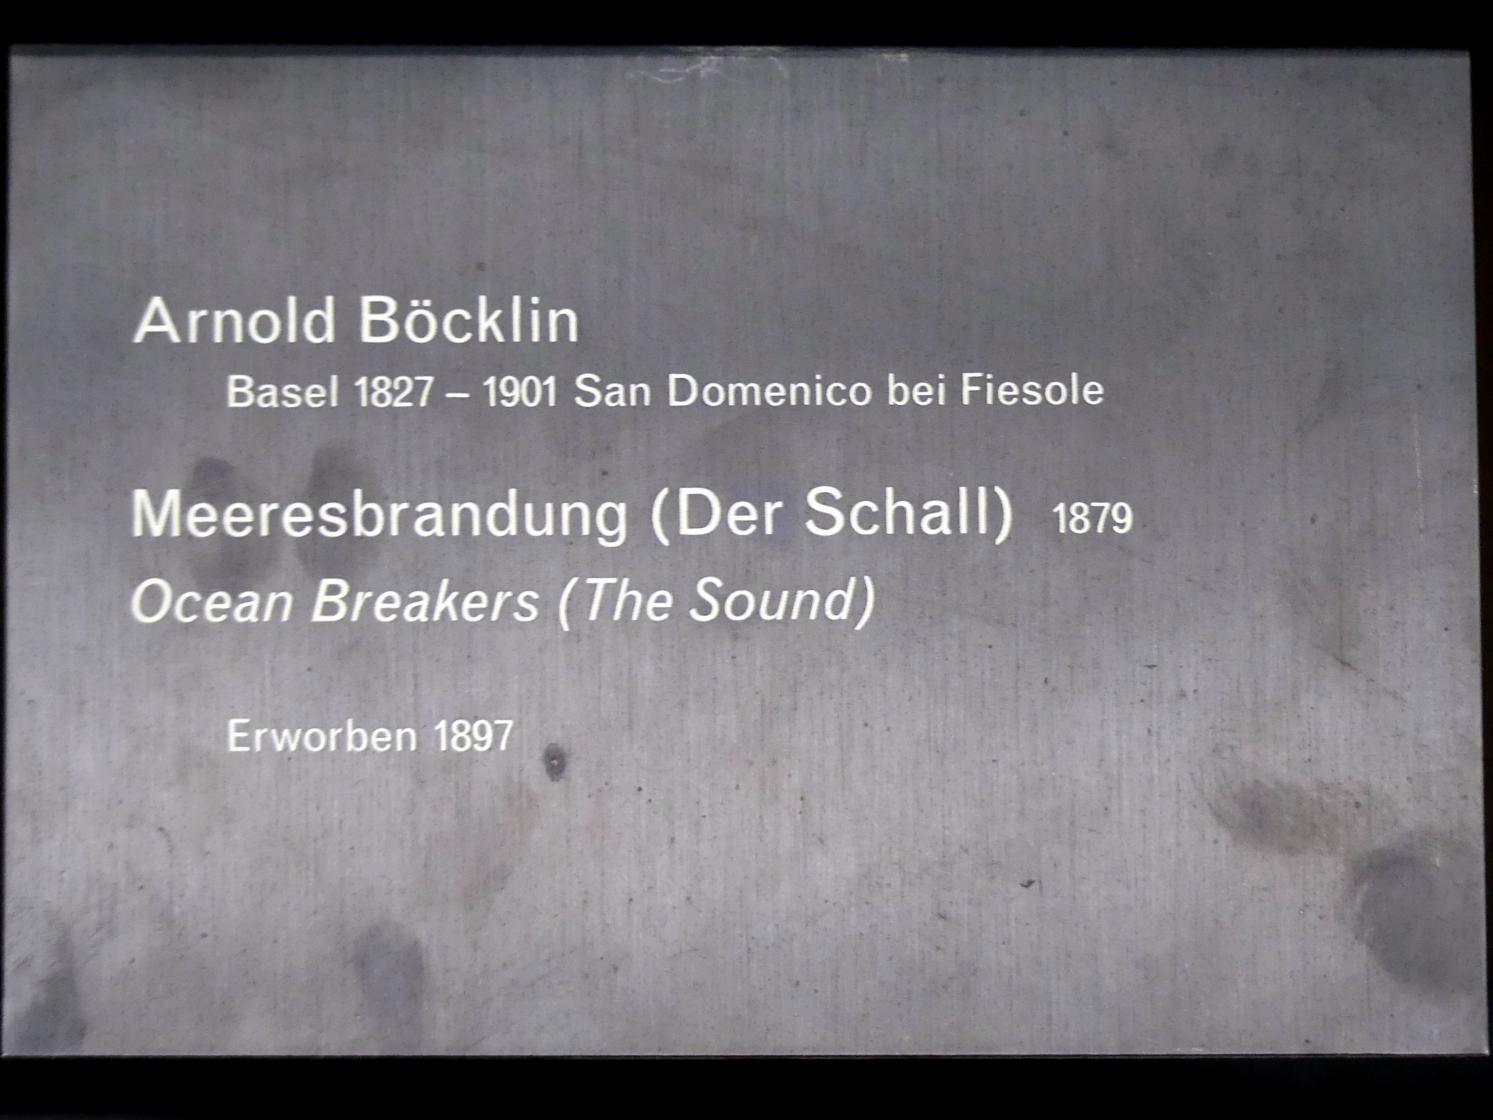 Arnold Böcklin
Basel 1827 – 1901 San Domenico bei Fiesole
Meeresbrandung (Der Schall) 1879
Ocean Breakers (The Sound)
Erworben 1897